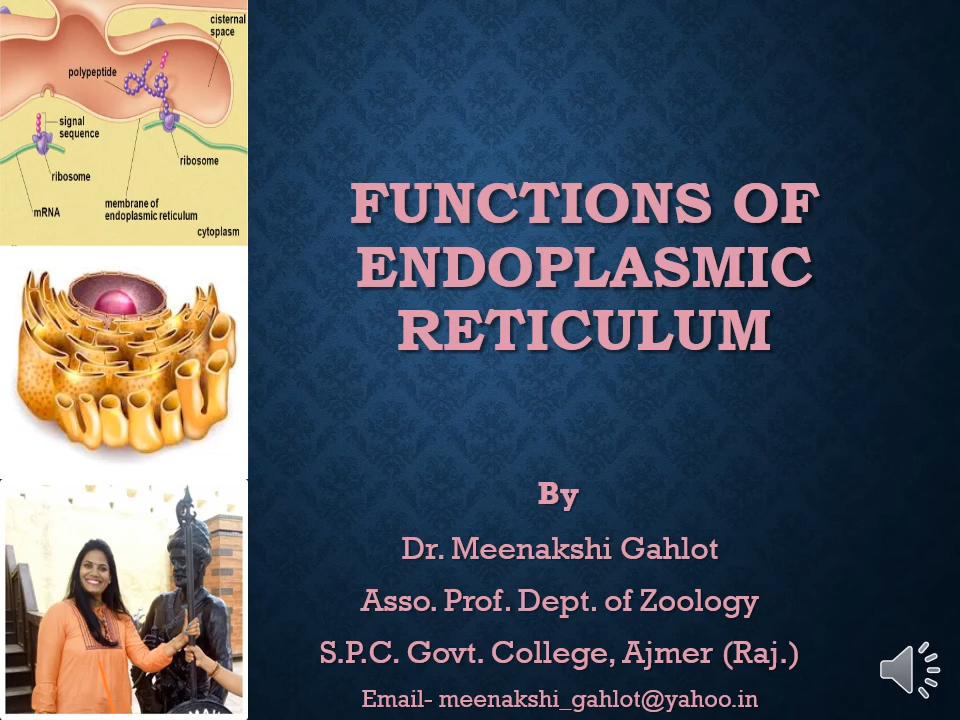 cisternal
space
polypeptide
signal
sequence
ribosome
ribosome
mRNA
membrane of
endoplasmic reticulum
cytoplasm
FUNCTIONS OF
ENDOPLASMIC
RETICULUM
By
Dr. Meenakshi Gahlot
Asso. Prof. Dept. of Zoology
S.P.C. Govt. College, Ajmer (Raj.)
Email- meenakshi_gahlot@yahoo.in